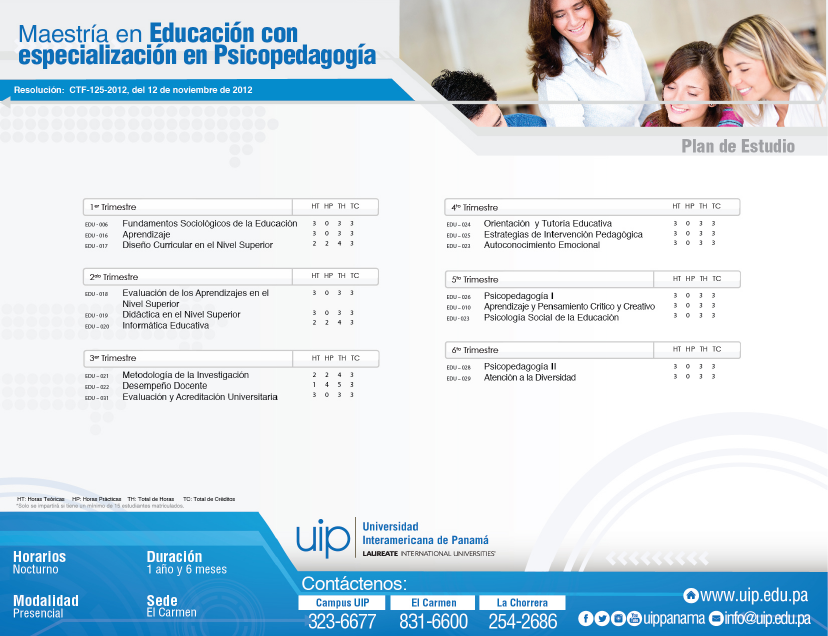 Maestría en Educación con
especialización en Psicopedagogía
Resolución: CTF-125-2012, del 12 de noviembre de 2012
Plan de Estudio
1er Trimestre HT HP TH TC
EDU - 006 Fundamentos Sociológicos de la Educación 3 0 3 3
EDU - 016 Aprendizaje 3 0 3 3
EDU - 017 Diseño Curricular en el Nivel Superior 2 2 4 3
2do Trimestre HT HP TH TC
EDU - 018 Evaluación de los Aprendizajes en el 3 0 3 3
Nivel Superior
EDU - 019 Didáctica en el Nivel Superior 3 0 3 3
EDU – 020 Informática Educativa 2 2 4 3
3er Trimestre HT HP TH TC
EDU – 021 Metodología de la Investigación 2 2 4 3
EDU – 022 Desempeño Docente 1 4 5 3
EDU – 031 Evaluación y Acreditación Universitaria 3 0 3 3
4to Trimestre HT HP TH TC
EDU – 024 Orientación y Tutoría Educativa 3 0 3 3
EDU – 025 Estrategias de Intervención Pedagógica 3 0 3 3
EDU – 023 Autoconocimiento Emocional 3 0 3 3
5to Trimestre HT HP TH TC
EDU – 026 Psicopedagogía I 3 0 3 3
EDU – 010 Aprendizaje y Pensamiento Crítico y Creativo 3 0 3 3
EDU - 023 Psicología Social de la Educación 3 0 3 3
6to Trimestre HT HP TH TC
EDU – 028 Psicopedagogía II 3 0 3 3
EDU – 029 Atención a la Diversidad 3 0 3 3
HT: Horas Teóricas HP: Horas Prácticas TH: Total de Horas TC: Total de Créditos
*Solo se impartirá si tiene un mínimo de 15 estudiantes matriculados.
uip Universidad
Interamericana de Panamá
LAUREATE INTERNATIONAL UNIVERSITIES®
Horarios
Nocturno
Duración
1 año y 6 meses
Modalidad
Presencial
Sede
El Carmen
Contáctenos:
Campus UIP El Carmen La Chorrera
323-6677 831-6600 254-2686
www.uip.edu.pa
uippanama info@uip.edu.pa